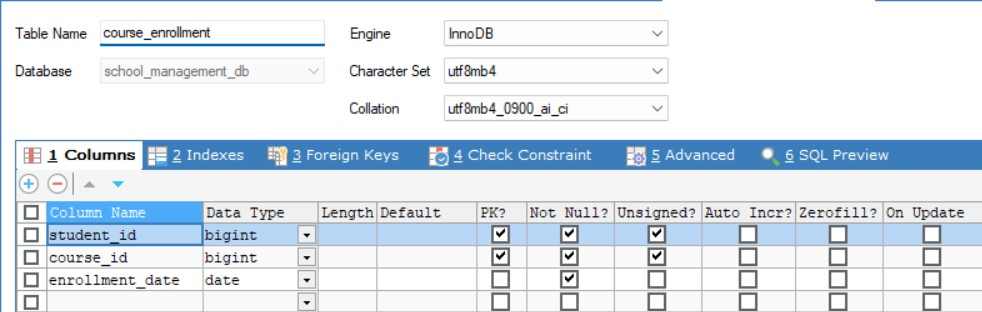 Table Name course_enrollment Engine InnoDB
Database school_management_db Character Set utf8mb4
Collation utf8mb4_0900_ai_ci
1 Columns 2 Indexes 3 Foreign Keys 4 Check Constraint 5 Advanced 6 SQL Preview
Column Name Data Type Length Default PK? Not Null? Unsigned? Auto Incr? Zerofill? On Update
student_id bigint
course_id bigint
enrollment_date date